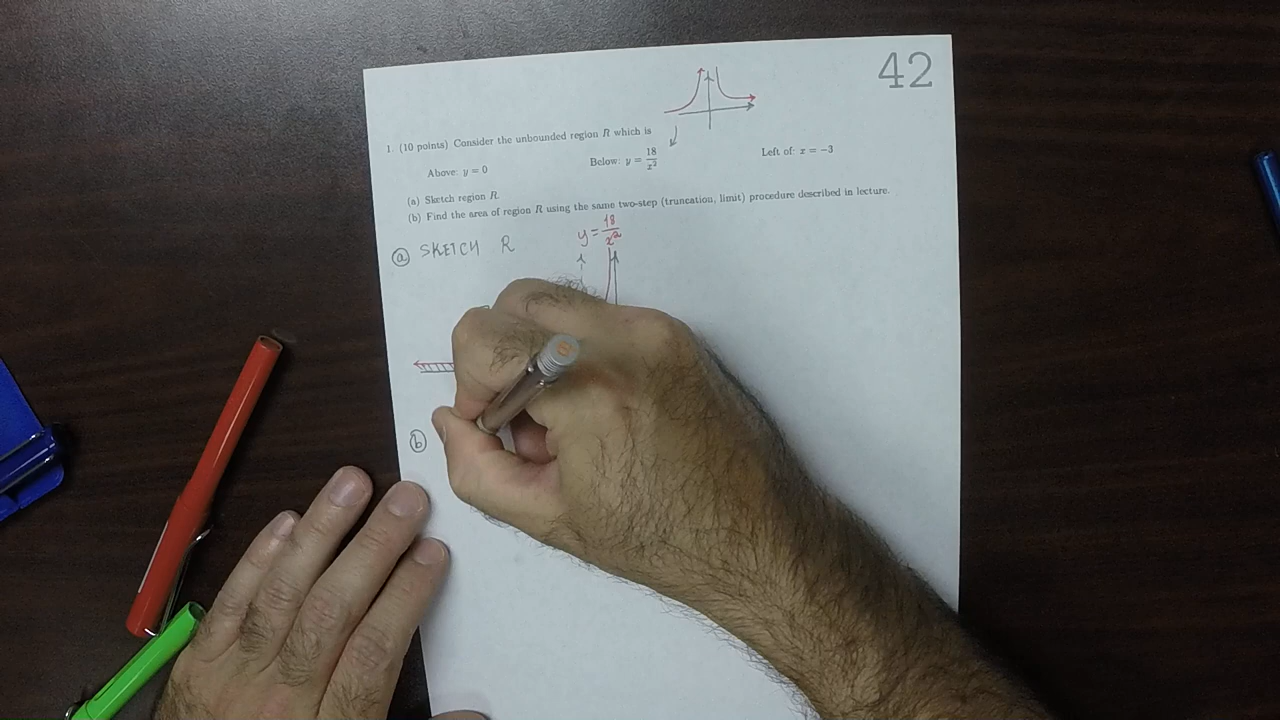 42
1. (10 points) Consider the unbounded region R which is
Above: y = 0 Below: y = 18/x² Left of: x = −3
(a) Sketch region R.
(b) Find the area of region R using the same two-step (truncation, limit) procedure described in lecture.
y = 18/x²
ⓐ SKETCH R
ⓑ